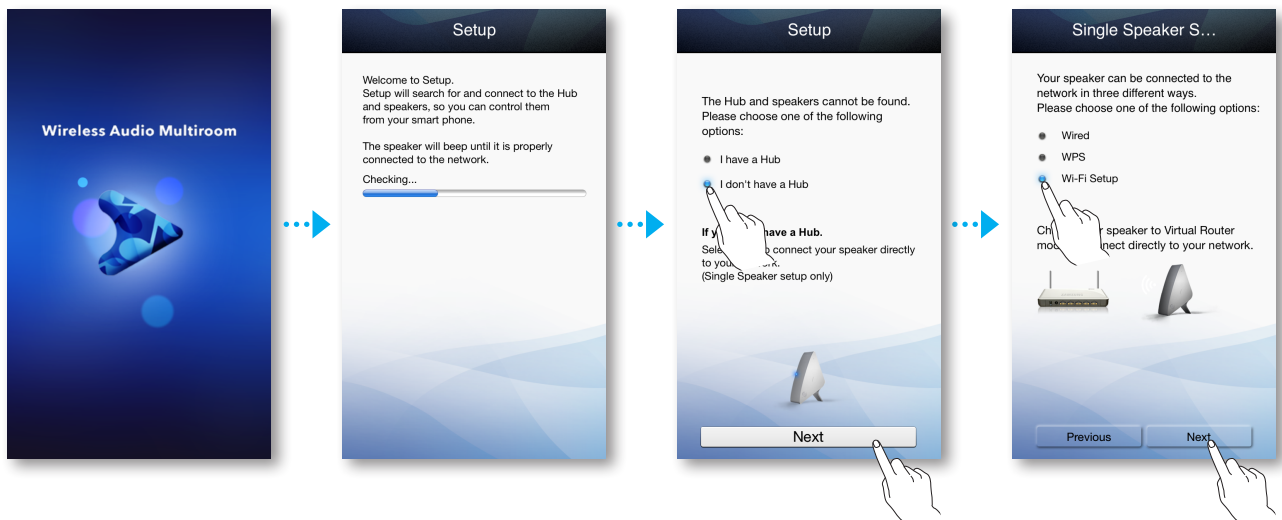 Wireless Audio Multiroom
Setup
Welcome to Setup.
Setup will search for and connect to the Hub
and speakers, so you can control them
from your smart phone.
The speaker will beep until it is properly
connected to the network.
Checking...
Setup
The Hub and speakers cannot be found.
Please choose one of the following
options:
I have a Hub
I don't have a Hub
If have a Hub.
connect your speaker directly
to
(Single Speaker setup only)
Next
Single Speaker S...
Your speaker can be connected to the
network in three different ways.
Please choose one of the following options:
Wired
WPS
Wi-Fi Setup
speaker to Virtual Router
directly to your network.
Previous
Next